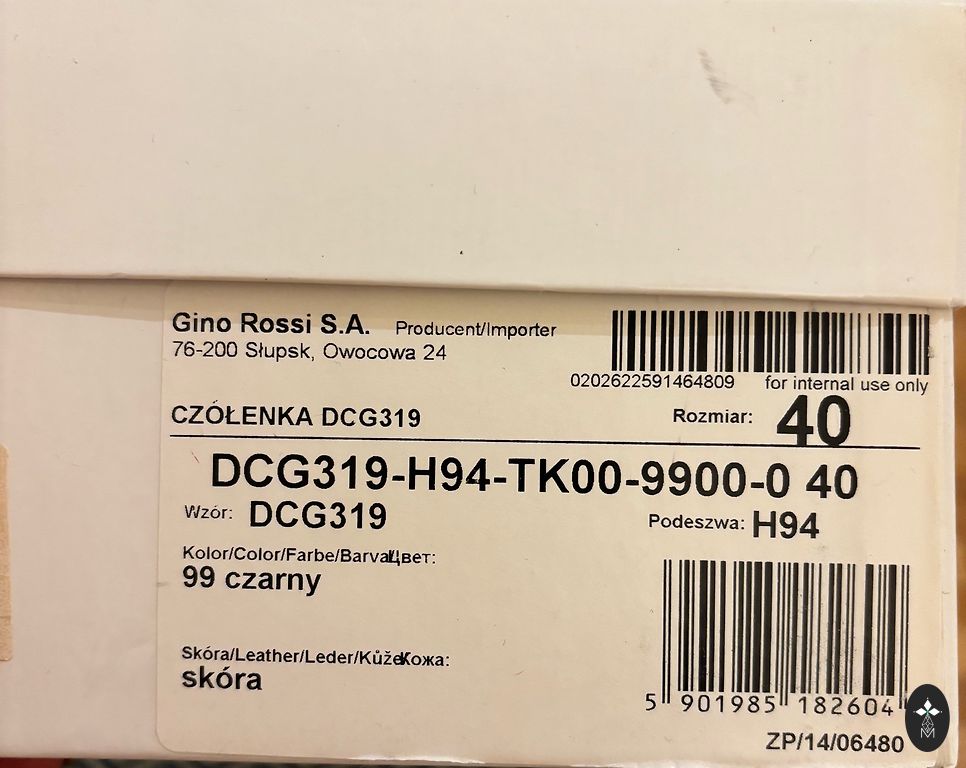 Gino Rossi S.A. Producent/Importer
76-200 Słupsk, Owocowa 24
0202622591464809 for internal use only
CZÓŁENKA DCG319 Rozmiar: 40
DCG319-H94-TK00-9900-0 40
Wzór: DCG319 Podeszwa: H94
Kolor/Color/Farbe/Barva/Цвет:
99 czarny
Skóra/Leather/Leder/Kůže/Кожа:
skóra
5 901985 182604
ZP/14/06480